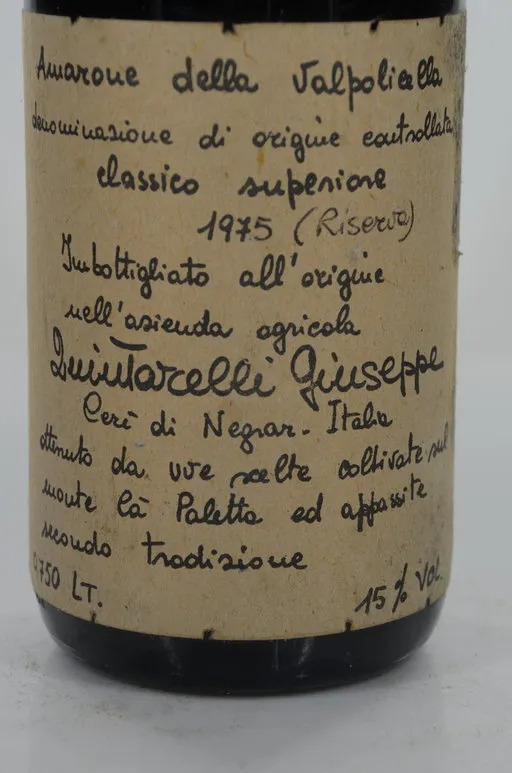 Amarone della Valpolicella
denominazione di origine controllata
classico superiore
1975 (Riserva)
Imbottigliato all'origine
nell'azienda agricola
Quintarelli Giuseppe
Cerè di Negrar. Italia
ottenuto da uve scelte coltivate sul
monte Cà Paletta ed appassite
secondo tradizione
0,750 LT.
15% Vol.